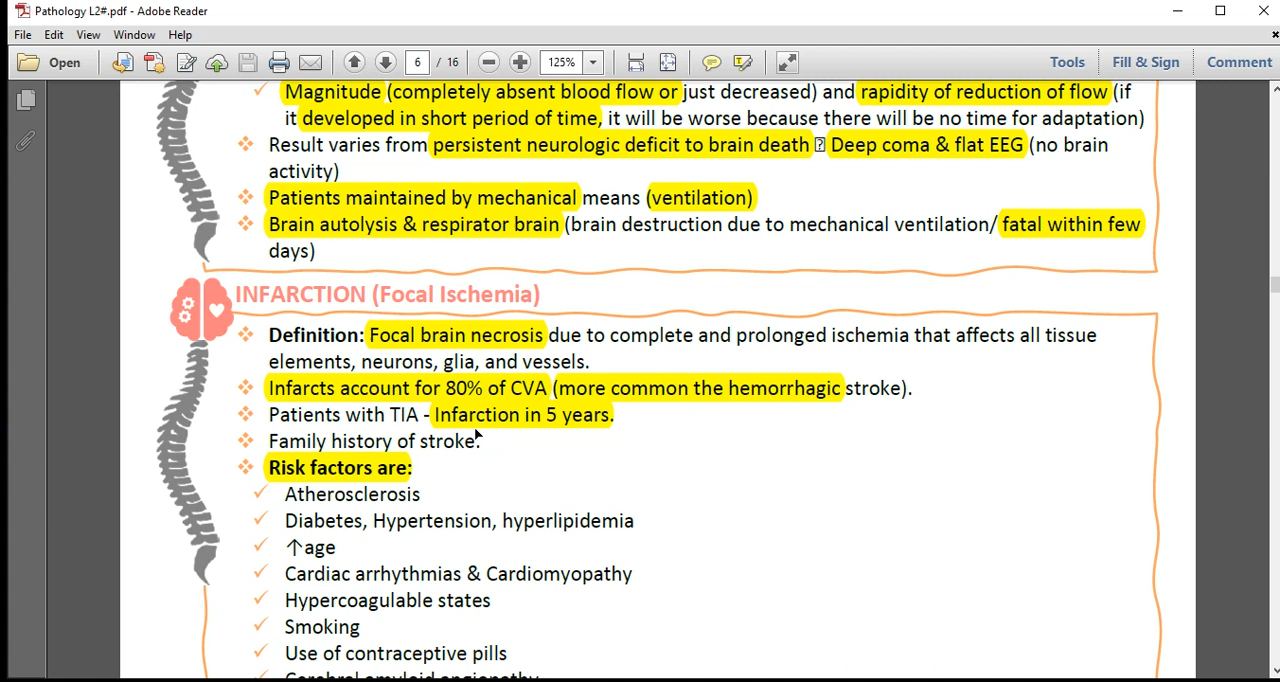 Pathology L2#.pdf - Adobe Reader
File Edit View Window Help
Open 6 / 16 125% Tools Fill & Sign Comment
Magnitude (completely absent blood flow or just decreased) and rapidity of reduction of flow (if
it developed in short period of time, it will be worse because there will be no time for adaptation)
Result varies from persistent neurologic deficit to brain death Deep coma & flat EEG (no brain
activity)
Patients maintained by mechanical means (ventilation)
Brain autolysis & respirator brain (brain destruction due to mechanical ventilation/ fatal within few
days)
INFARCTION (Focal Ischemia)
Definition: Focal brain necrosis due to complete and prolonged ischemia that affects all tissue
elements, neurons, glia, and vessels.
Infarcts account for 80% of CVA (more common the hemorrhagic stroke).
Patients with TIA - Infarction in 5 years.
Family history of stroke.
Risk factors are:
Atherosclerosis
Diabetes, Hypertension, hyperlipidemia
↑age
Cardiac arrhythmias & Cardiomyopathy
Hypercoagulable states
Smoking
Use of contraceptive pills
Cerebral amyloid angiopathy